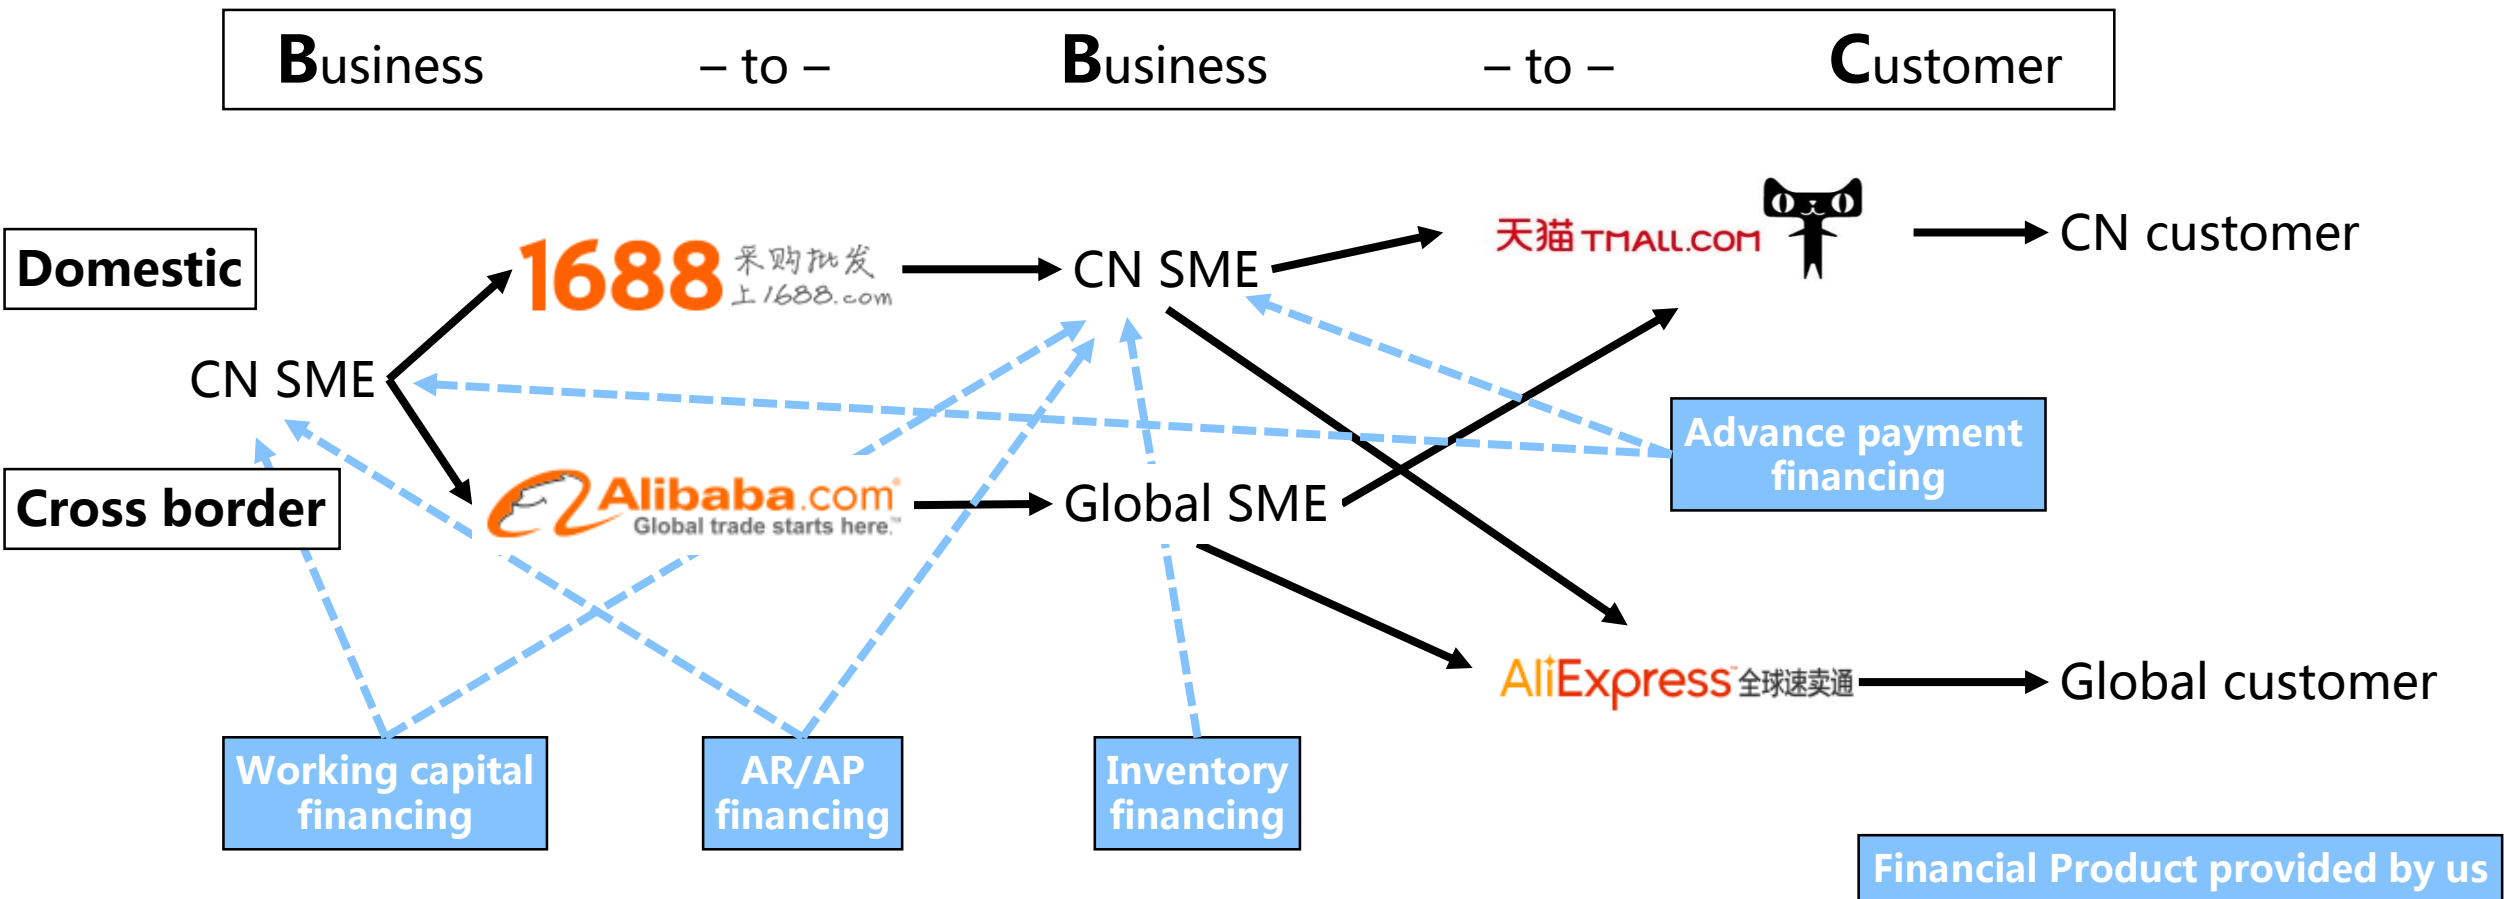 Business – to – Business – to – Customer
Domestic
1688 采购批发
上1688.com
CN SME
天猫 TMALL.COM
CN customer
CN SME
Advance payment
financing
Cross border
Alibaba.com
Global trade starts here.™
Global SME
AliExpress™ 全球速卖通
Global customer
Working capital
financing
AR/AP
financing
Inventory
financing
Financial Product provided by us